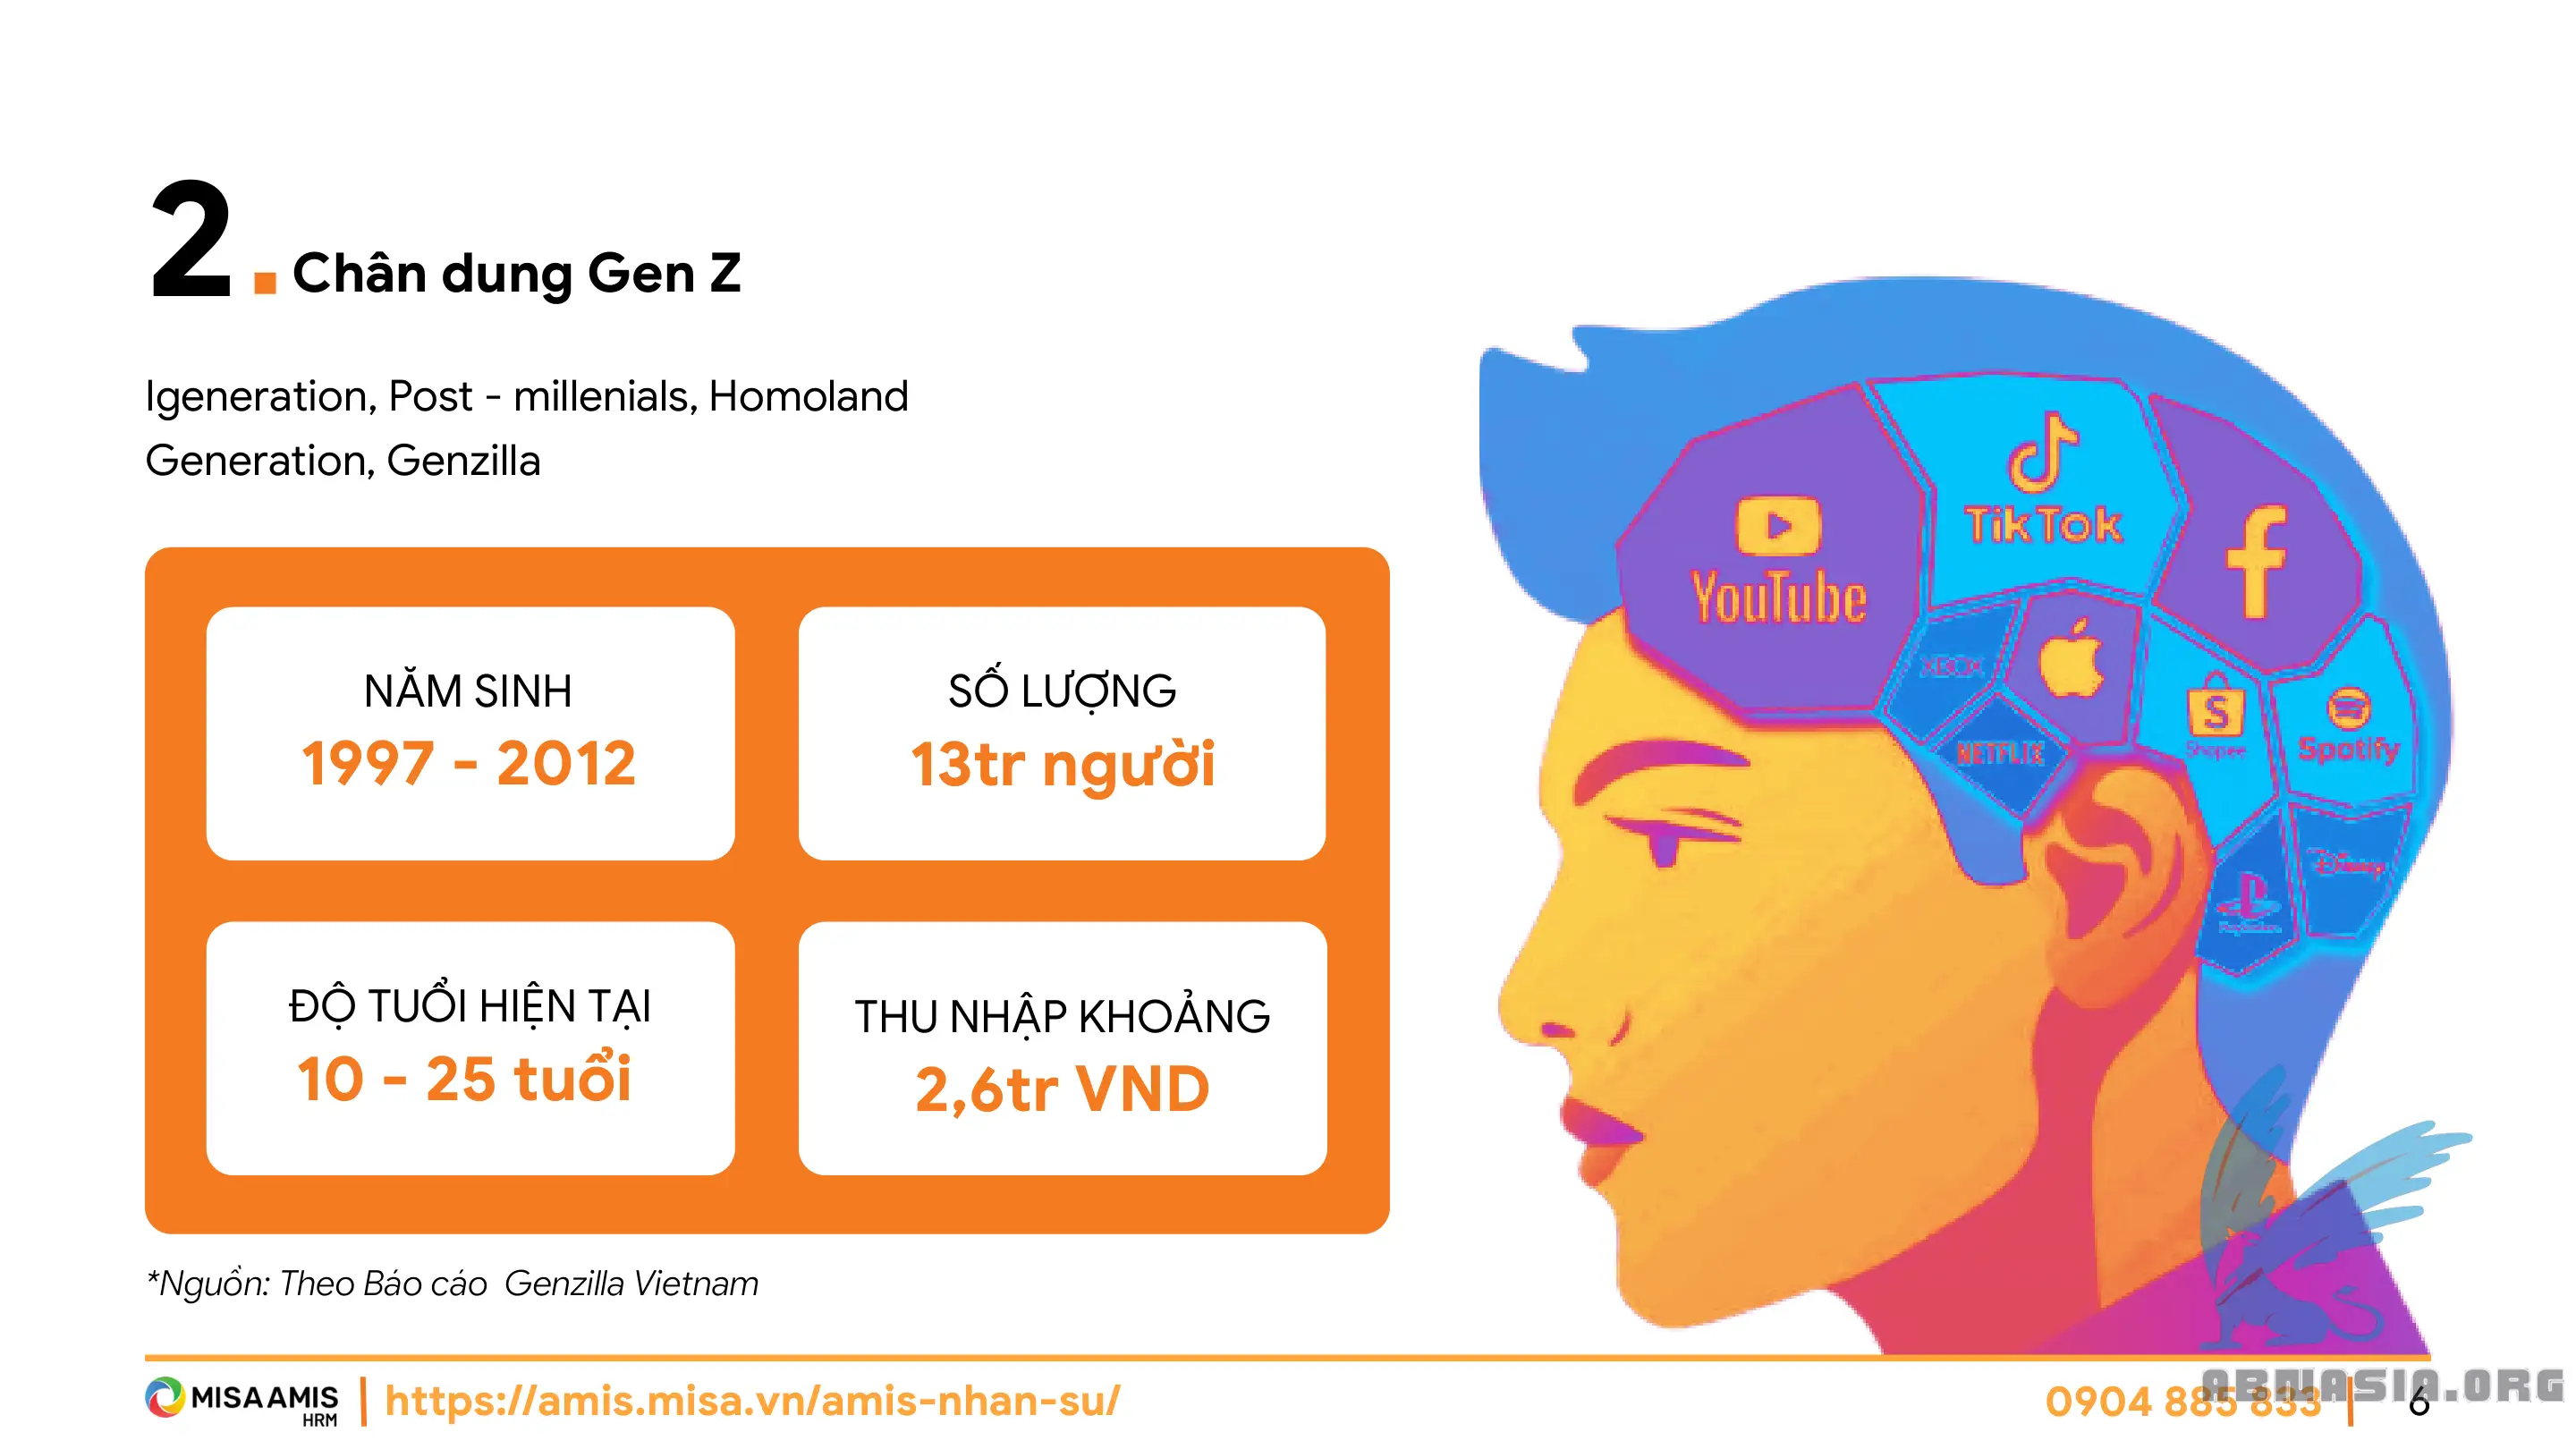 2. Chân dung Gen Z
Igeneration, Post - millenials, Homoland
Generation, Genzilla
NĂM SINH
1997 - 2012
SỐ LƯỢNG
13tr người
ĐỘ TUỔI HIỆN TẠI
10 - 25 tuổi
THU NHẬP KHOẢNG
2,6tr VND
*Nguồn: Theo Báo cáo Genzilla Vietnam
YouTube
TikTok
XBOX
NETFLIX
Shopee
Spotify
Disney
PlayStation
MISA AMIS
HRM
https://amis.misa.vn/amis-nhan-su/
0904 885 833
6
ABMASIA.ORG